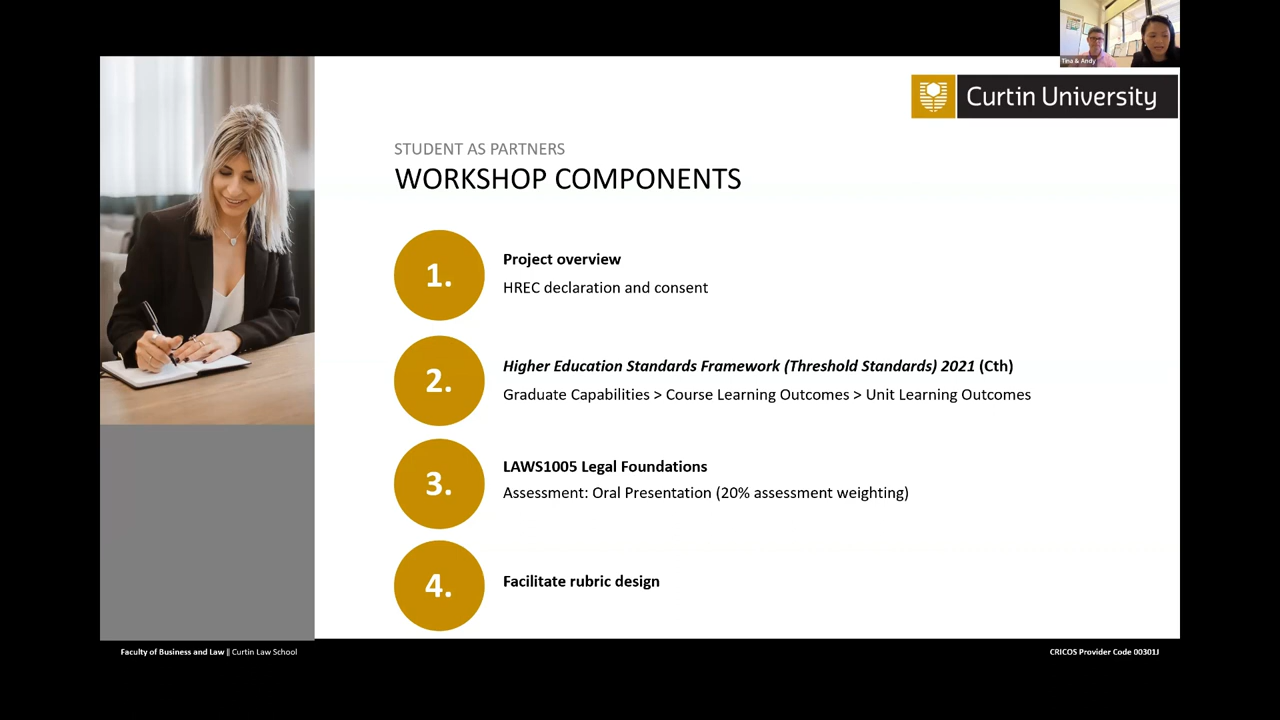 Tina & Andy
Curtin University
STUDENT AS PARTNERS
WORKSHOP COMPONENTS
1.
Project overview
HREC declaration and consent
2.
Higher Education Standards Framework (Threshold Standards) 2021 (Cth)
Graduate Capabilities > Course Learning Outcomes > Unit Learning Outcomes
3.
LAWS1005 Legal Foundations
Assessment: Oral Presentation (20% assessment weighting)
4.
Facilitate rubric design
Faculty of Business and Law || Curtin Law School
CRICOS Provider Code 00301J